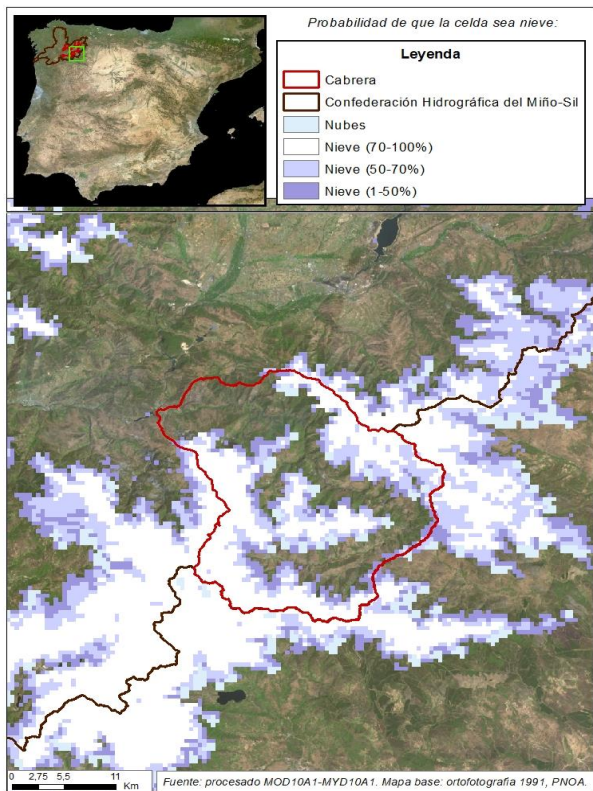 Probabilidad de que la celda sea nieve:
Leyenda
Cabrera
Confederación Hidrográfica del Miño-Sil
Nubes
Nieve (70-100%)
Nieve (50-70%)
Nieve (1-50%)
0 2,75 5,5 11
Km
Fuente: procesado MOD10A1-MYD10A1. Mapa base: ortofotografía 1991, PNOA.